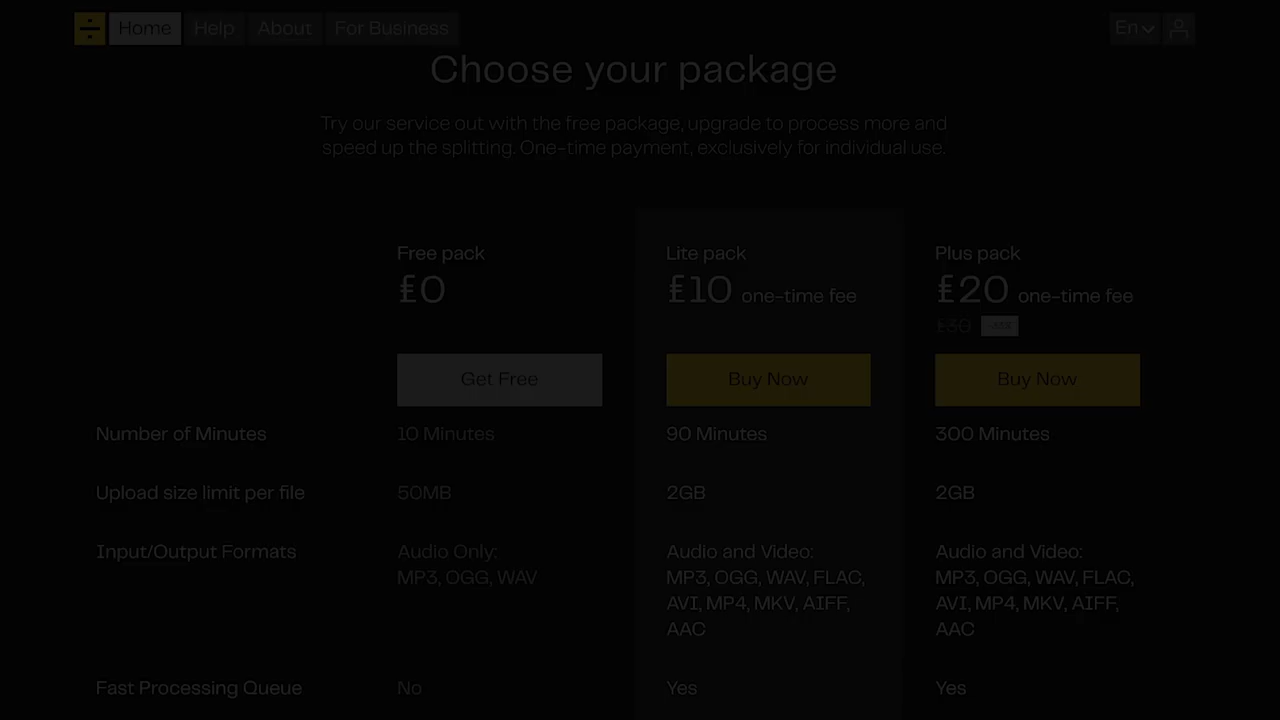 Home Help About For Business En
Choose your package
Try our service out with the free package, upgrade to process more and
speed up the splitting. One-time payment, exclusively for individual use.
Free pack Lite pack Plus pack
£0 £10 one-time fee £20 one-time fee
£30 -33%
Get Free Buy Now Buy Now
Number of Minutes 10 Minutes 90 Minutes 300 Minutes
Upload size limit per file 50MB 2GB 2GB
Input/Output Formats Audio Only: Audio and Video: Audio and Video:
MP3, OGG, WAV MP3, OGG, WAV, FLAC, MP3, OGG, WAV, FLAC,
AVI, MP4, MKV, AIFF, AVI, MP4, MKV, AIFF,
AAC AAC
Fast Processing Queue No Yes Yes